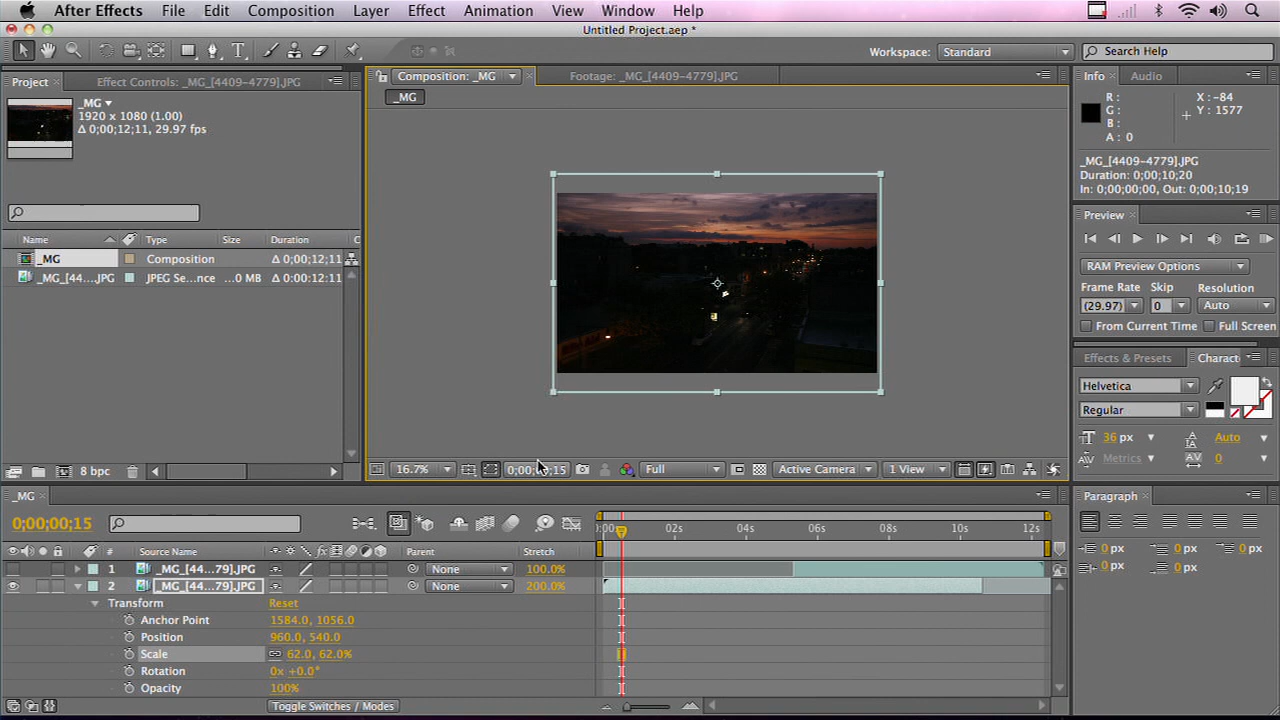 After Effects File Edit Composition Layer Effect Animation View Window Help
Untitled Project.aep *
Workspace: Standard Search Help
Project Effect Controls: _MG_[4409-4779].JPG
Composition: _MG Footage: _MG_[4409-4779].JPG
Info Audio
_MG
_MG
1920 x 1080 (1.00)
Δ 0;00;12;11, 29.97 fps
R :
G :
B :
A : 0
X : -84
Y : 1577
_MG_[4409-4779].JPG
Duration: 0;00;10;20
In: 0;00;00;00, Out: 0;00;10;19
Preview
Name Type Size Duration C
_MG Composition Δ 0;00;12;11
_MG_[44....JPG JPEG Se...nce ...0 MB Δ 0;00;12:11
RAM Preview Options
Frame Rate Skip Resolution
(29.97) 0 Auto
From Current Time Full Screen
Effects & Presets Charact
Helvetica
Regular
36 px Auto
Metrics 0
8 bpc
16.7% Full Active Camera 1 View
_MG
Paragraph
0;00;00;15
0:00 02s 04s 06s 08s 10s 12s
# Source Name Parent Stretch
1 _MG_[44...79].JPG None 100.0%
2 _MG_[44...79].JPG None 200.0%
Transform Reset
Anchor Point 1584.0, 1056.0
Position 960.0, 540.0
Scale 62.0, 62.0%
Rotation 0x +0.0°
Opacity 100%
Toggle Switches / Modes
0 px 0 px 0 px
0 px 0 px